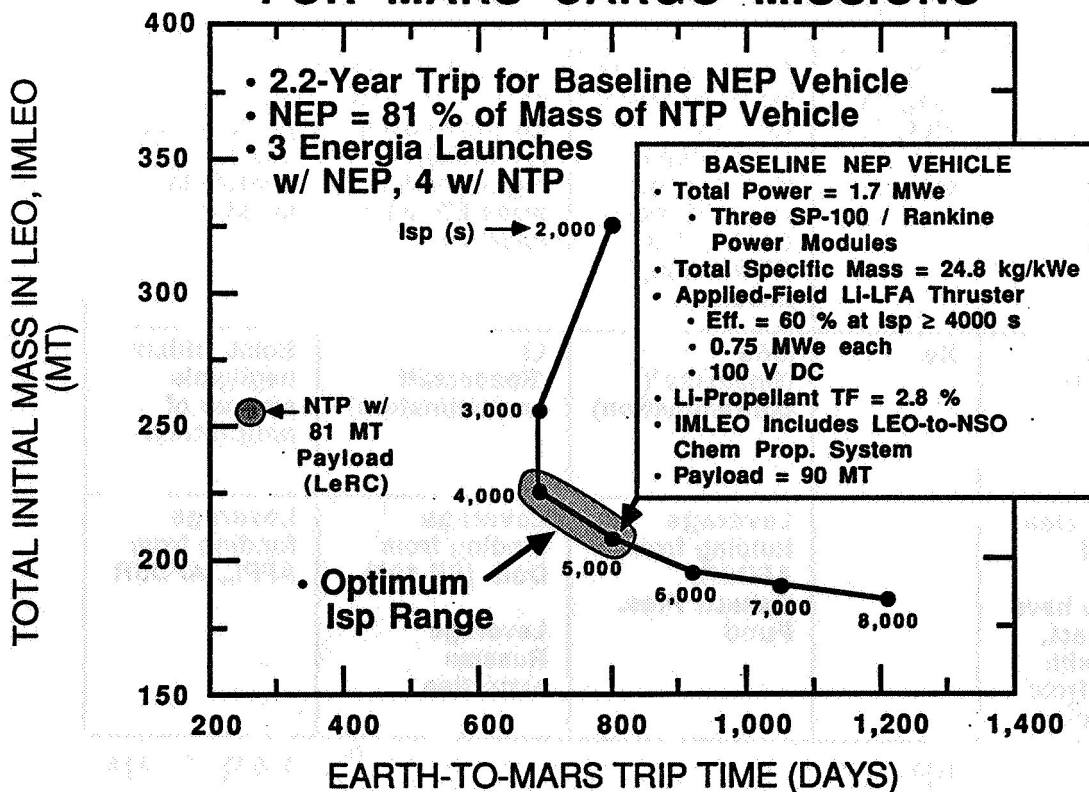 FOR MARS CARGO MISSIONS
400
350
300
250
200
150
TOTAL INITIAL MASS IN LEO, IMLEO
(MT)
• 2.2-Year Trip for Baseline NEP Vehicle
• NEP = 81 % of Mass of NTP Vehicle
• 3 Energia Launches
w/ NEP, 4 w/ NTP
BASELINE NEP VEHICLE
• Total Power = 1.7 MWe
• Three SP-100 / Rankine
Power Modules
• Total Specific Mass = 24.8 kg/kWe
• Applied-Field Li-LFA Thruster
• Eff. = 60 % at Isp ≥ 4000 s
• 0.75 MWe each
• 100 V DC
• Li-Propellant TF = 2.8 %
• IMLEO Includes LEO-to-NSO
Chem Prop. System
• Payload = 90 MT
Isp (s)
2,000
3,000
4,000
5,000
6,000
7,000
8,000
NTP w/
81 MT
Payload
(LeRC)
• Optimum
Isp Range
200
400
600
800
1,000
1,200
1,400
EARTH-TO-MARS TRIP TIME (DAYS)